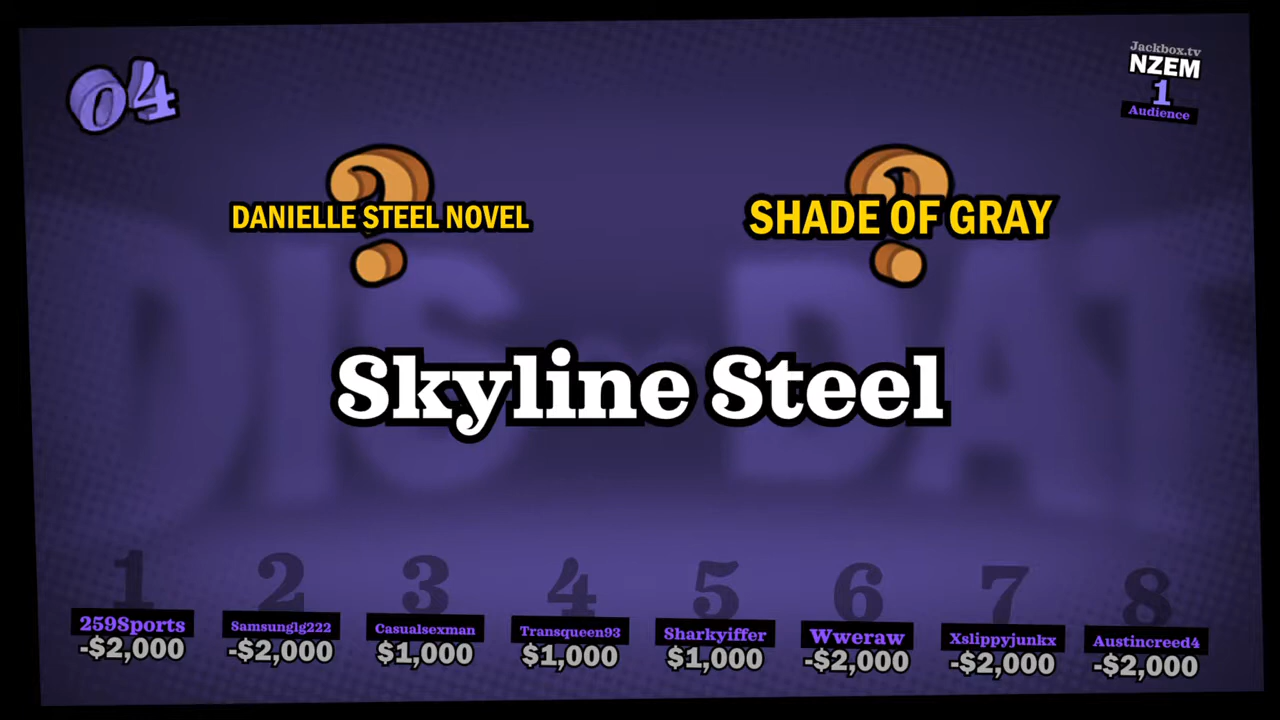 04
Jackbox.tv
NZEM
1
Audience
?
DANIELLE STEEL NOVEL
?
SHADE OF GRAY
DIS DAT
Skyline Steel
1 2 3 4 5 6 7 8
259Sports Samsunglg222 Casualsexman Transqueen93 Sharkyiffer Wweraw Xslippyjunkx Austincreed4
-$2,000 -$2,000 $1,000 $1,000 $1,000 -$2,000 -$2,000 -$2,000